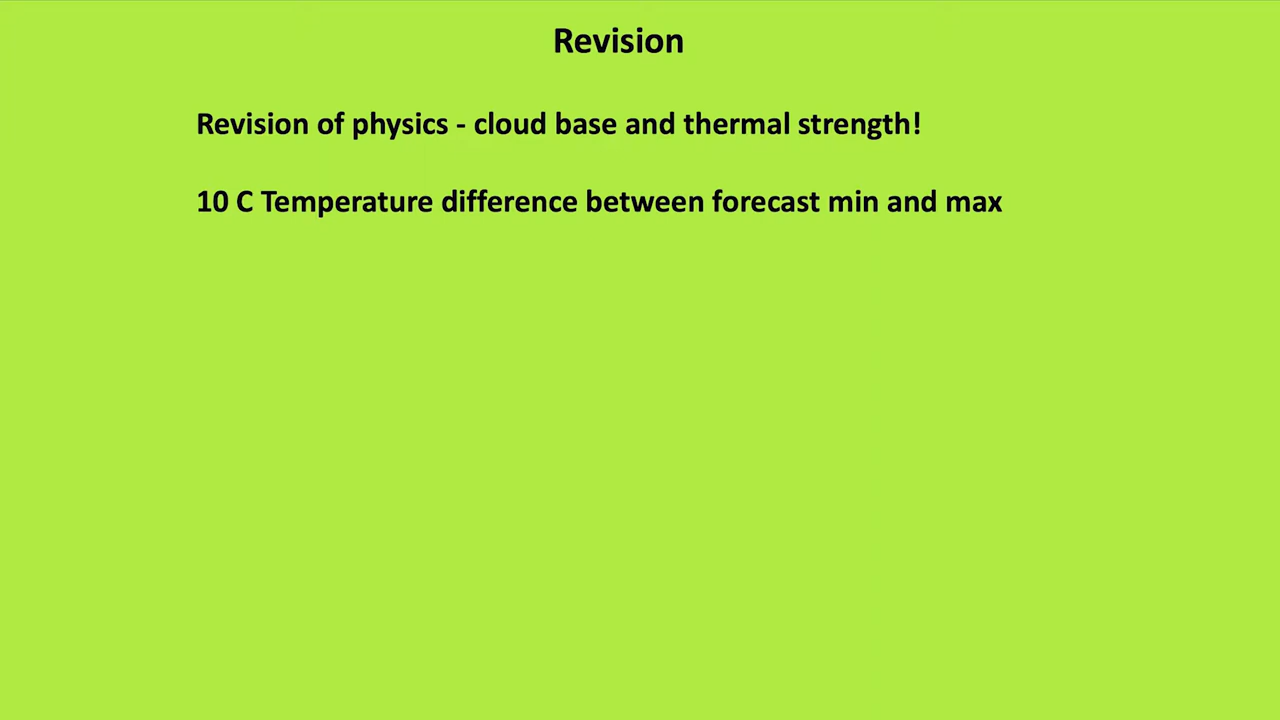 Revision
Revision of physics - cloud base and thermal strength!
10 C Temperature difference between forecast min and max